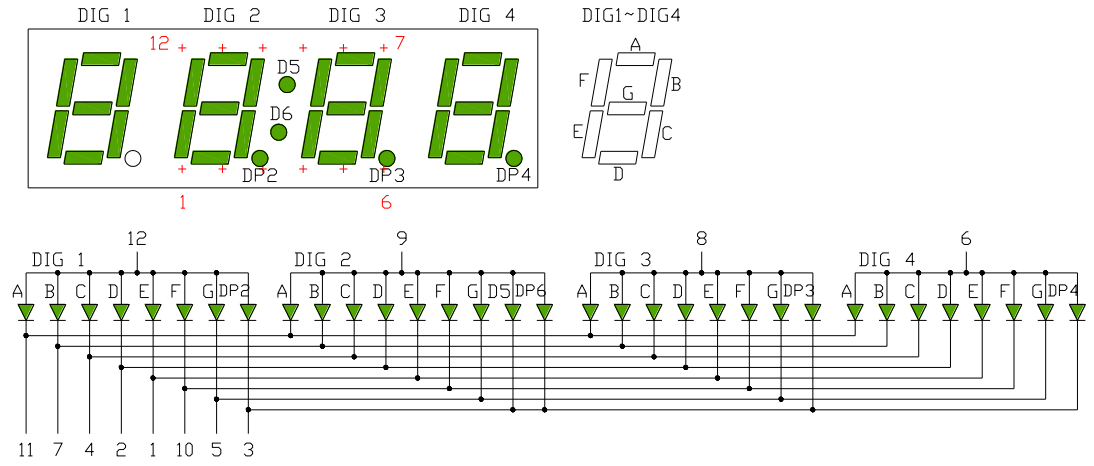 DIG 1 DIG 2 DIG 3 DIG 4 DIG1~DIG4
12 7
A
D5
F B
G
D6
E C
DP2 DP3 DP4 D
1 6
12 9 8 6
DIG 1 DIG 2 DIG 3 DIG 4
A B C D E F G DP2 A B C D E F G D5 DP6 A B C D E F G DP3 A B C D E F G DP4
11 7 4 2 1 10 5 3